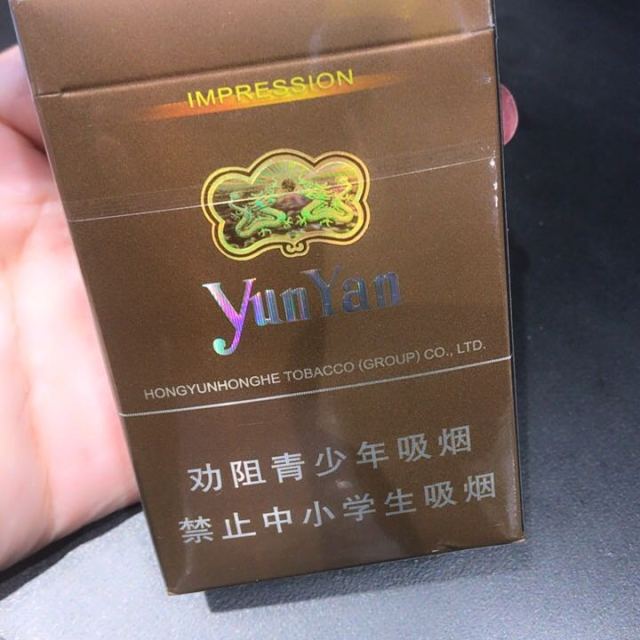 IMPRESSION
YunYan
HONGYUNHONGHE TOBACCO (GROUP) CO., LTD.
劝阻青少年吸烟
禁止中小学生吸烟